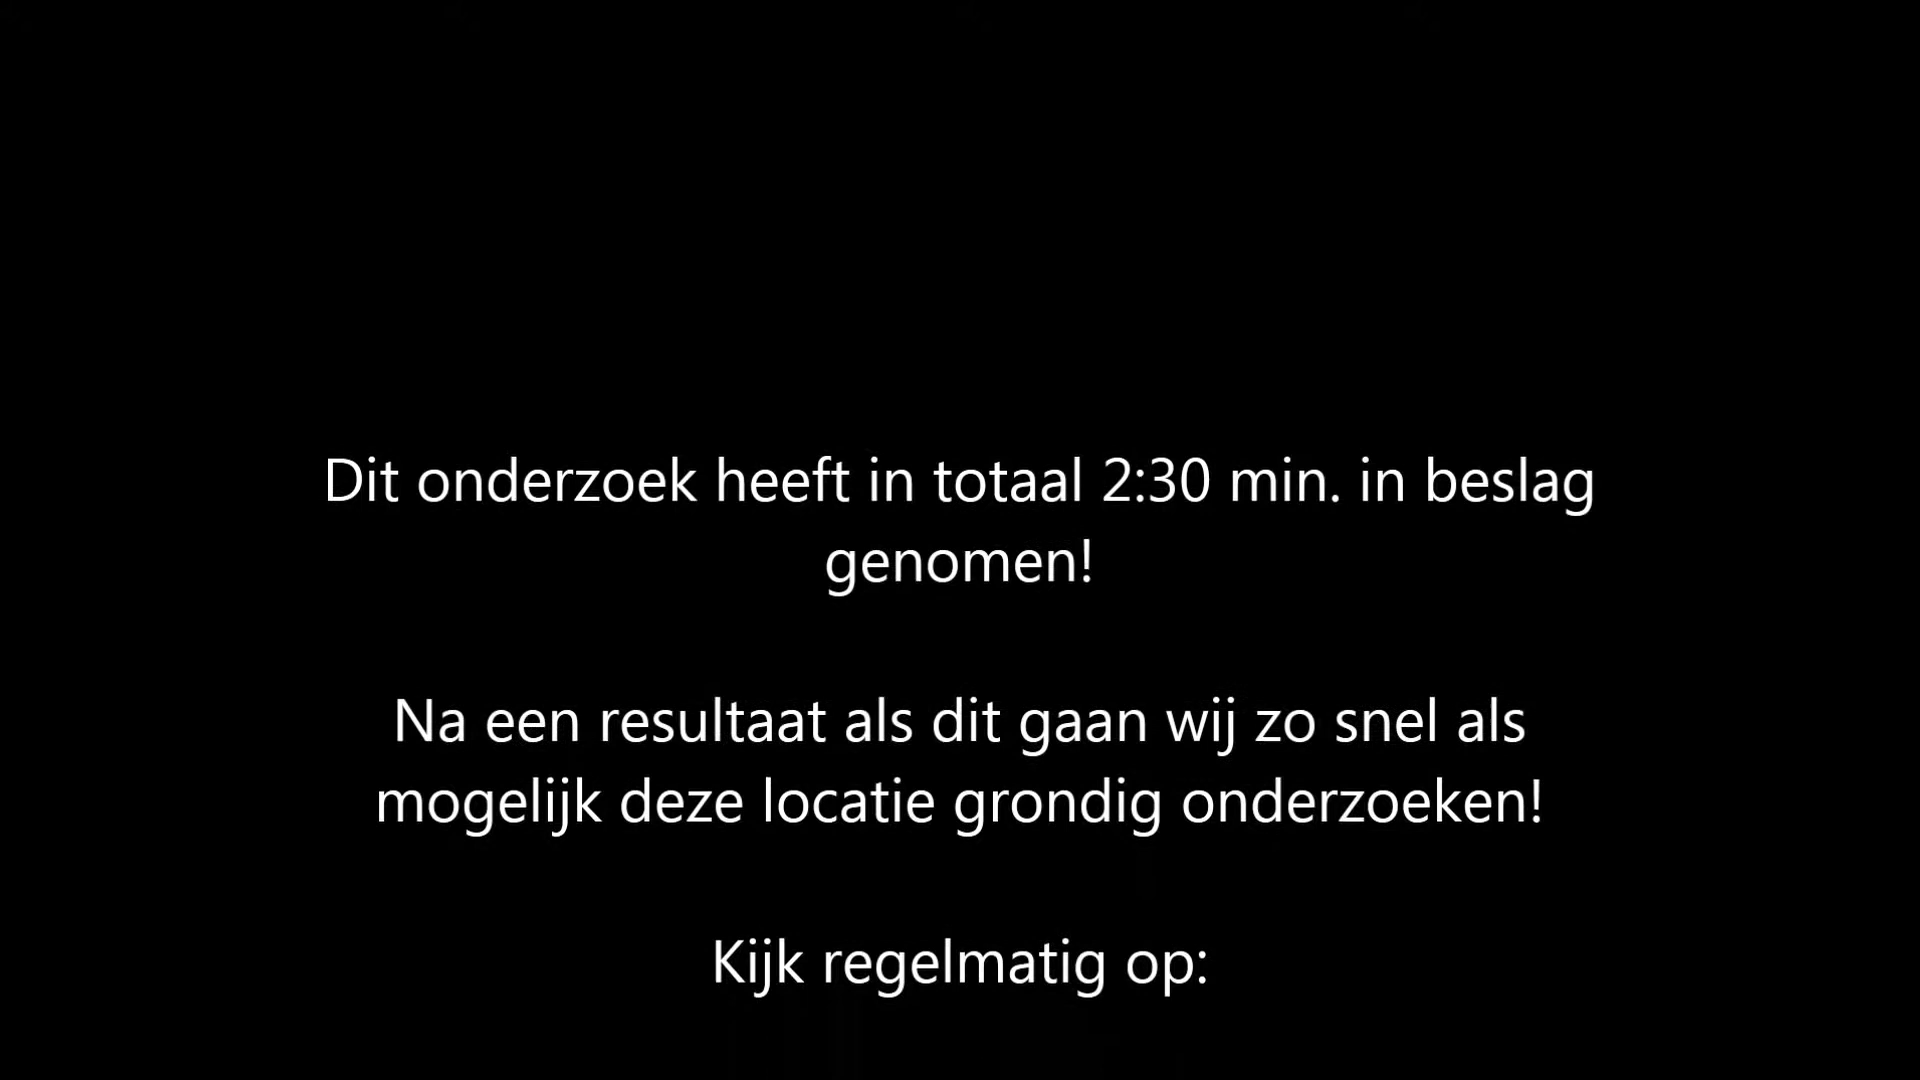 Dit onderzoek heeft in totaal 2:30 min. in beslag
genomen!
Na een resultaat als dit gaan wij zo snel als
mogelijk deze locatie grondig onderzoeken!
Kijk regelmatig op: